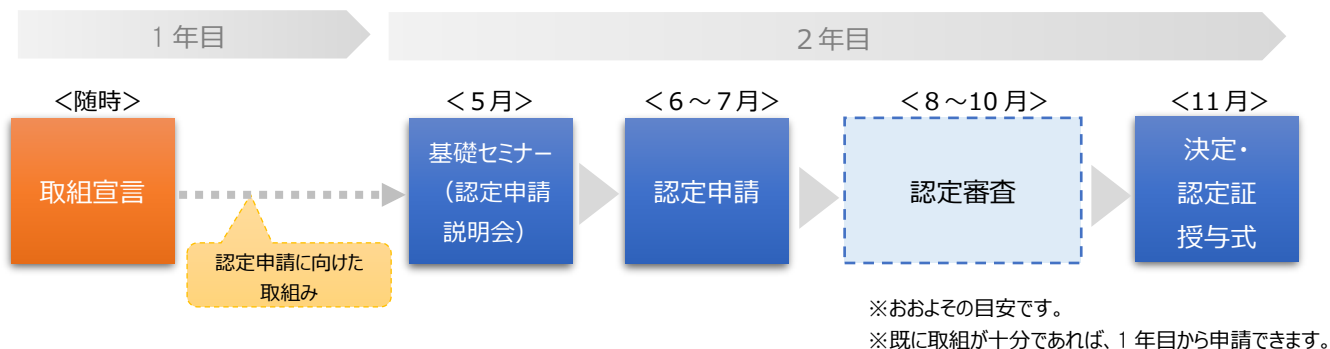 1年目
2年目
＜随時＞
取組宣言
認定申請に向けた
取組み
＜５月＞
基礎セミナー
（認定申請
説明会）
＜６～７月＞
認定申請
＜８～10月＞
認定審査
＜11月＞
決定・
認定証
授与式
※おおよその目安です。
※既に取組が十分であれば、1年目から申請できます。